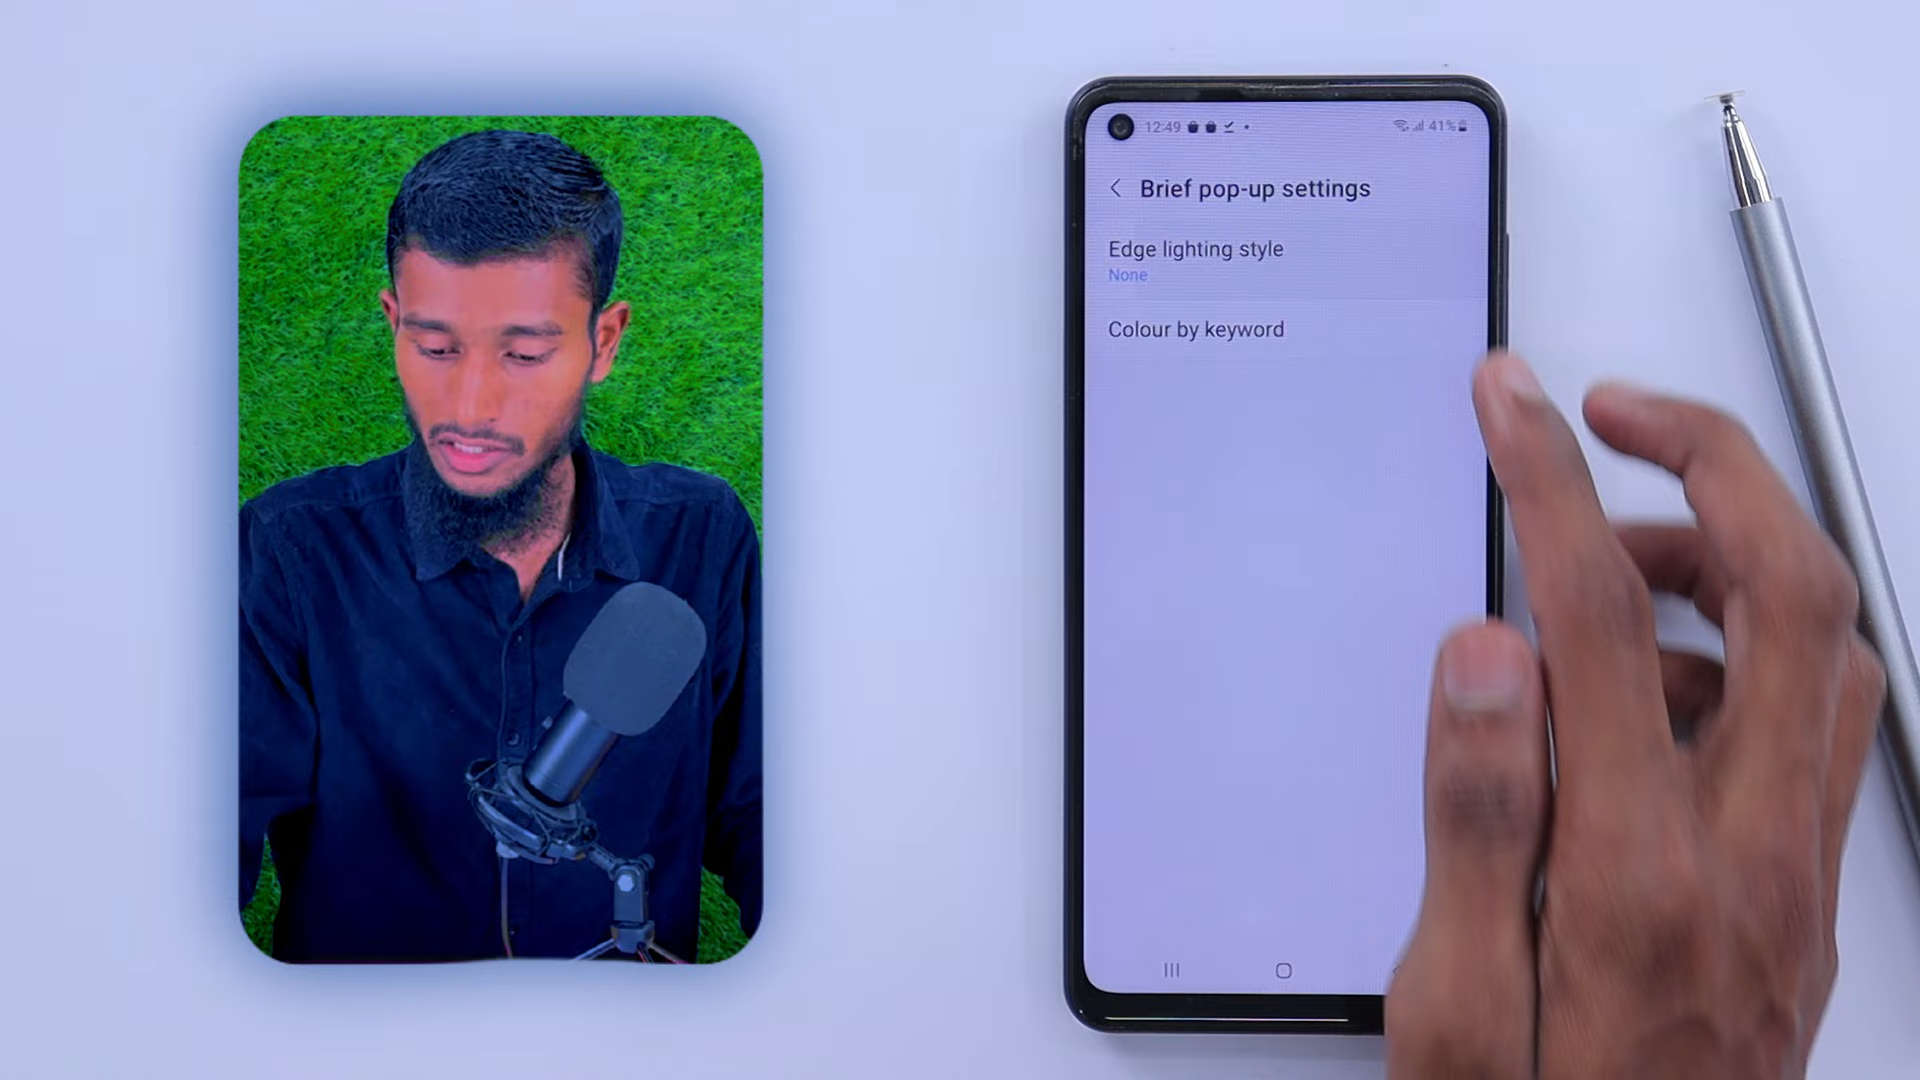 12:49
41%
Brief pop-up settings
Edge lighting style
None
Colour by keyword